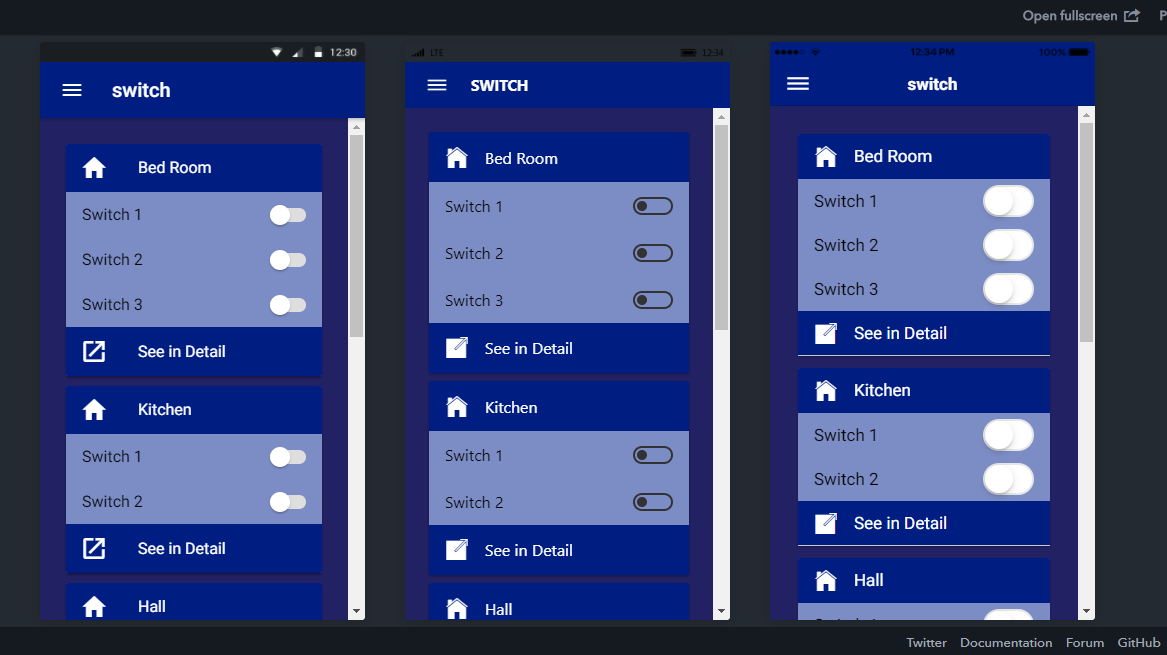 Open fullscreen P
12:30
switch
Bed Room
Switch 1
Switch 2
Switch 3
See in Detail
Kitchen
Switch 1
Switch 2
See in Detail
Hall
LTE 12:34
SWITCH
Bed Room
Switch 1
Switch 2
Switch 3
See in Detail
Kitchen
Switch 1
Switch 2
See in Detail
Hall
12:34 PM 100%
switch
Bed Room
Switch 1
Switch 2
Switch 3
See in Detail
Kitchen
Switch 1
Switch 2
See in Detail
Hall
Twitter Documentation Forum GitHub